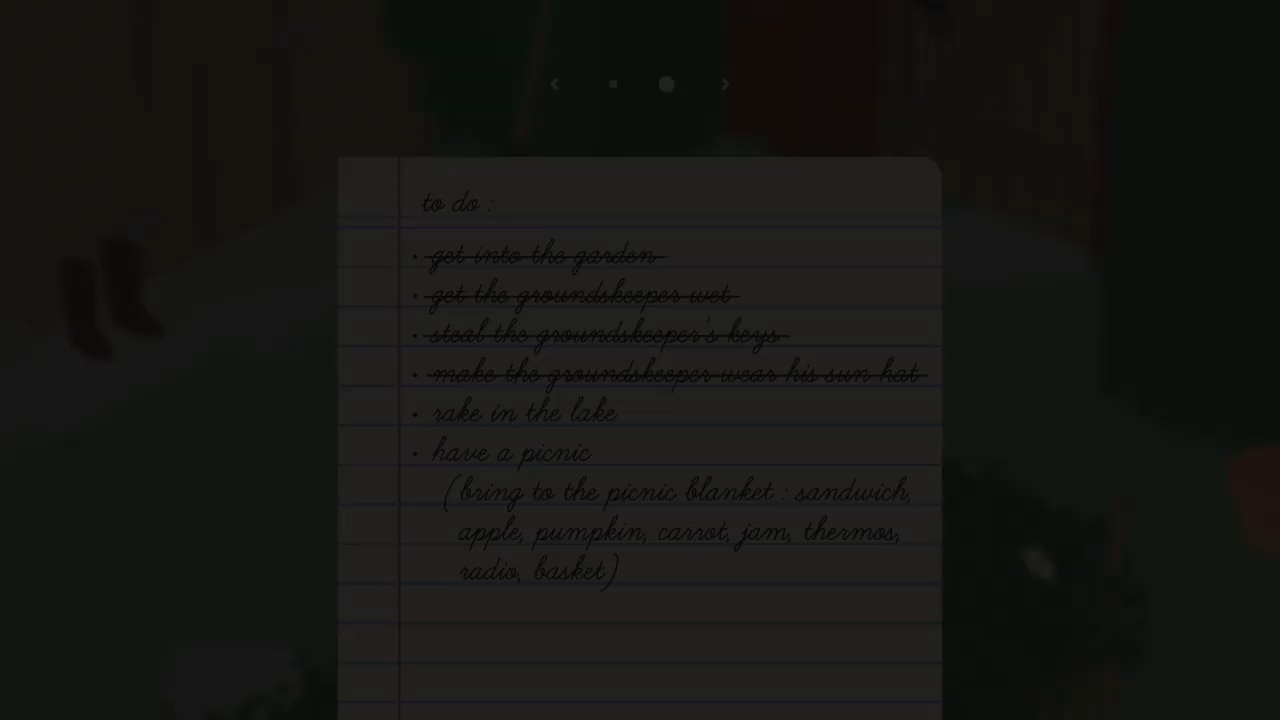 to do :
• get into the garden
• get the groundskeeper wet
• steal the groundskeeper's keys
• make the groundskeeper wear his sun hat
• rake in the lake
• have a picnic
(bring to the picnic blanket : sandwich,
apple, pumpkin, carrot, jam, thermos,
radio, basket)